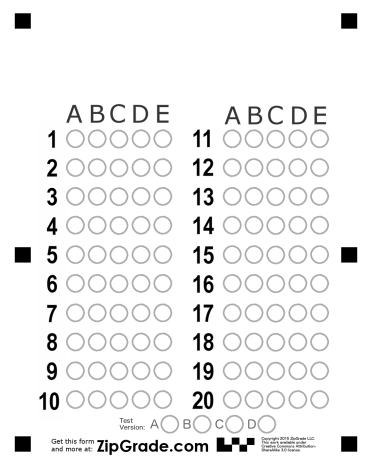 A B C D E
1
2
3
4
5
6
7
8
9
10
A B C D E
11
12
13
14
15
16
17
18
19
20
Test
Version: A B C D
Get this form
and more at: ZipGrade.com
Copyright 2015 ZipGrade LLC.
This work available under
Creative Commons Attribution-
ShareAlike 3.0 license.